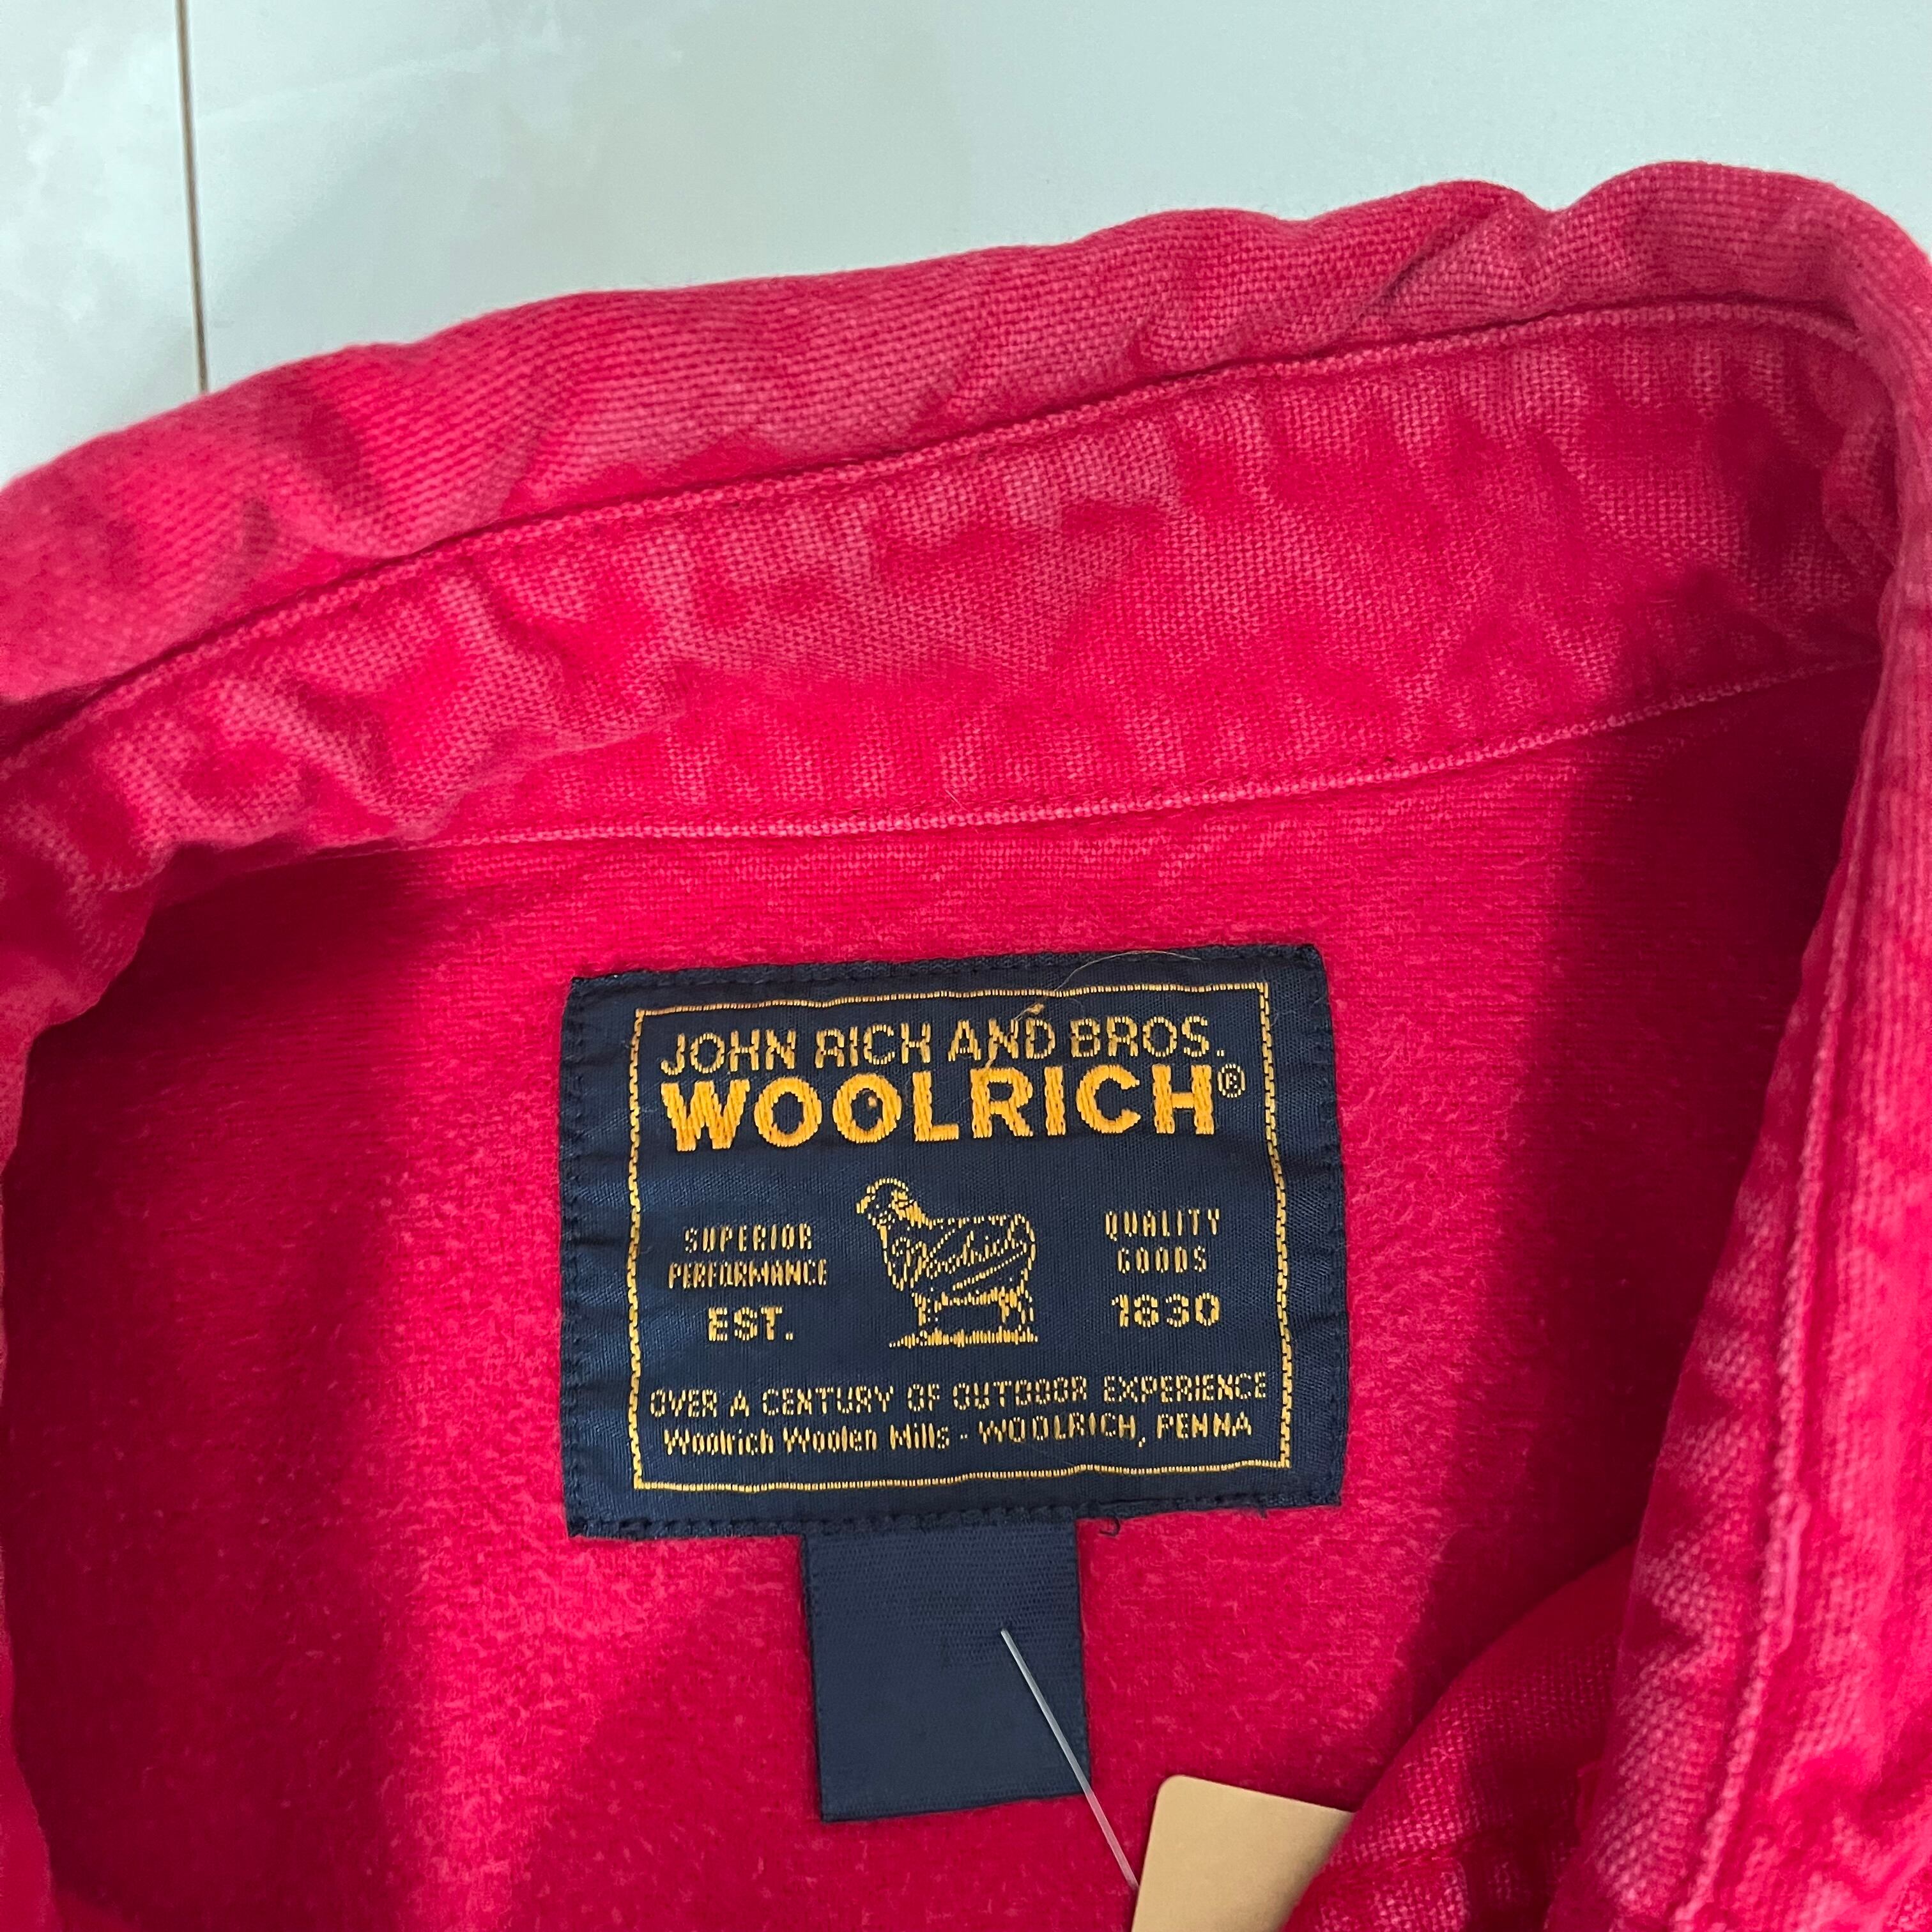 JOHN RICH AND BROS.
WOOLRICH®
SUPERIOR
PERFORMANCE
EST.
Woolrich
QUALITY
GOODS
1830
OVER A CENTURY OF OUTDOOR EXPERIENCE
Woolrich Woolen Mills - WOOLRICH, PENNA